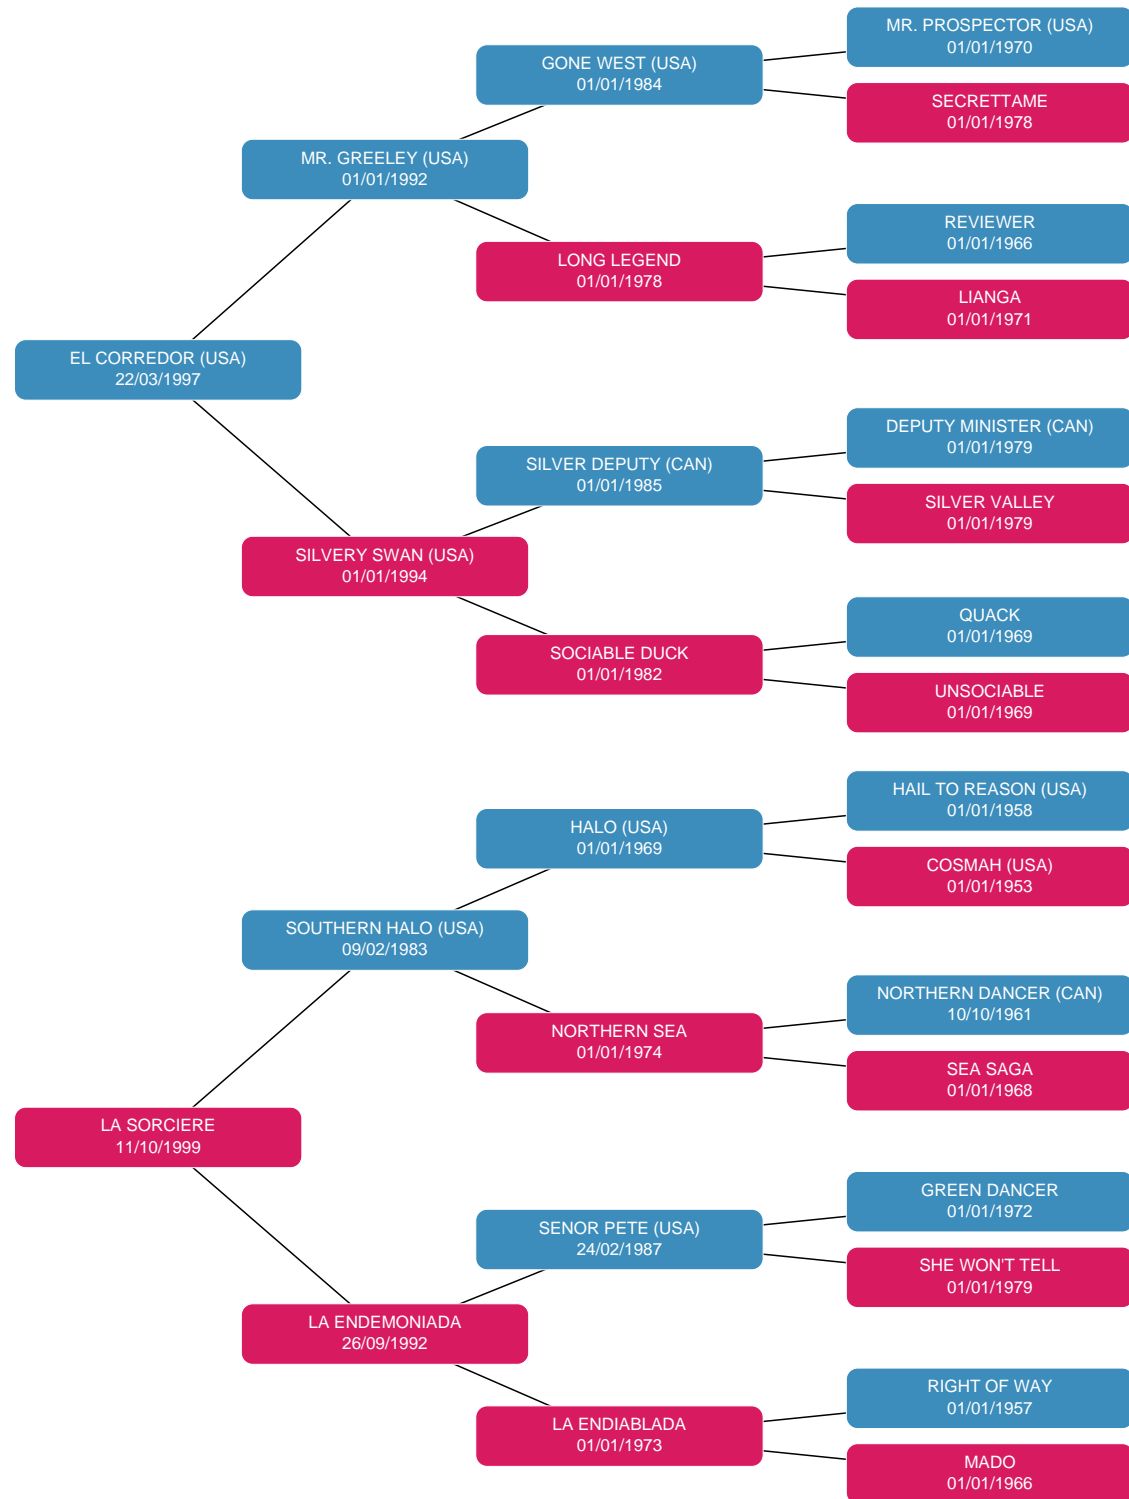 MR. PROSPECTOR (USA)
01/01/1970
GONE WEST (USA)
01/01/1984
SECRETTAME
01/01/1978
MR. GREELEY (USA)
01/01/1992
REVIEWER
01/01/1966
LONG LEGEND
01/01/1978
LIANGA
01/01/1971
EL CORREDOR (USA)
22/03/1997
DEPUTY MINISTER (CAN)
01/01/1979
SILVER DEPUTY (CAN)
01/01/1985
SILVER VALLEY
01/01/1979
SILVERY SWAN (USA)
01/01/1994
QUACK
01/01/1969
SOCIABLE DUCK
01/01/1982
UNSOCIABLE
01/01/1969
HAIL TO REASON (USA)
01/01/1958
HALO (USA)
01/01/1969
COSMAH (USA)
01/01/1953
SOUTHERN HALO (USA)
09/02/1983
NORTHERN DANCER (CAN)
10/10/1961
NORTHERN SEA
01/01/1974
SEA SAGA
01/01/1968
LA SORCIERE
11/10/1999
GREEN DANCER
01/01/1972
SENOR PETE (USA)
24/02/1987
SHE WON'T TELL
01/01/1979
LA ENDEMONIADA
26/09/1992
RIGHT OF WAY
01/01/1957
LA ENDIABLADA
01/01/1973
MADO
01/01/1966